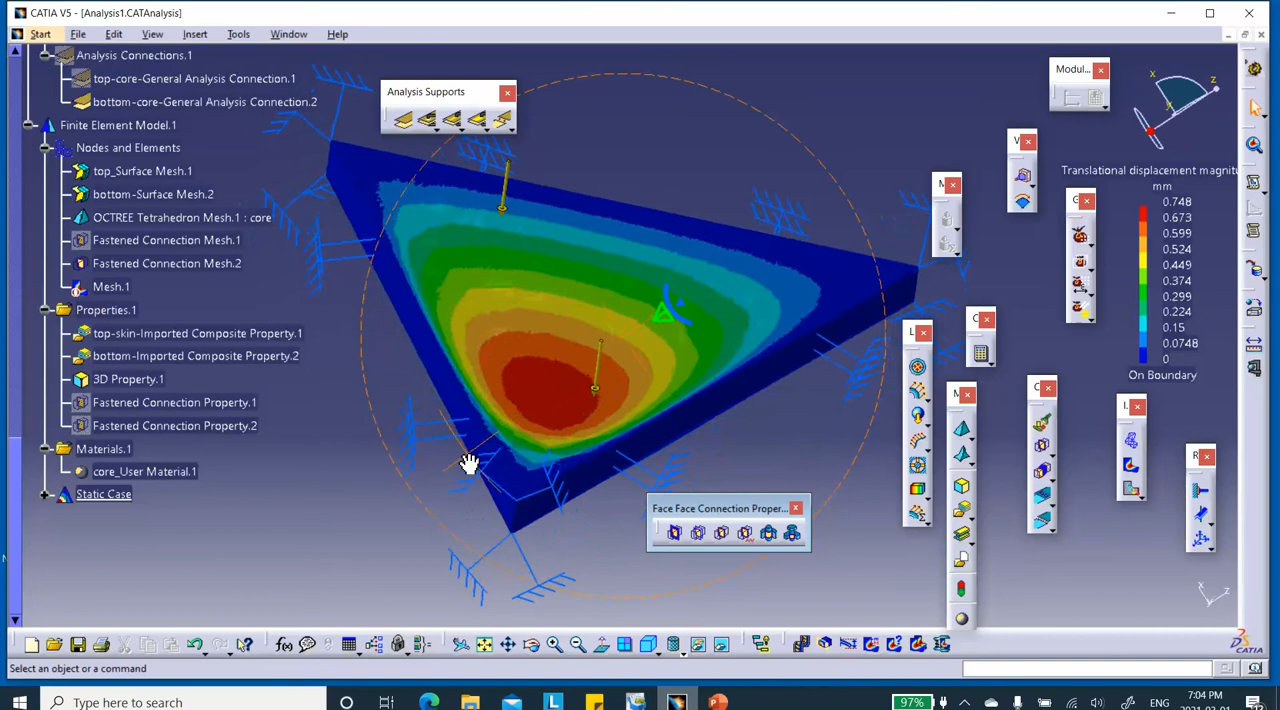 CATIA V5 - [Analysis1.CATAnalysis]
Start File Edit View Insert Tools Window Help
Analysis Connections.1
top-core-General Analysis Connection.1
bottom-core-General Analysis Connection.2
Finite Element Model.1
Nodes and Elements
top_Surface Mesh.1
bottom-Surface Mesh.2
OCTREE Tetrahedron Mesh.1 : core
Fastened Connection Mesh.1
Fastened Connection Mesh.2
Mesh.1
Properties.1
top-skin-Imported Composite Property.1
bottom-Imported Composite Property.2
3D Property.1
Fastened Connection Property.1
Fastened Connection Property.2
Materials.1
core_User Material.1
Static Case
Analysis Supports
Face Face Connection Proper...
Modul...
V
M
G
L
C
M
C
I.
R
x
z
Translational displacement magnitu
mm
0.748
0.673
0.599
0.524
0.449
0.374
0.299
0.224
0.15
0.0748
0
On Boundary
x
z
f(x)
CATIA
Select an object or a command
Type here to search
L
97%
ENG
7:04 PM